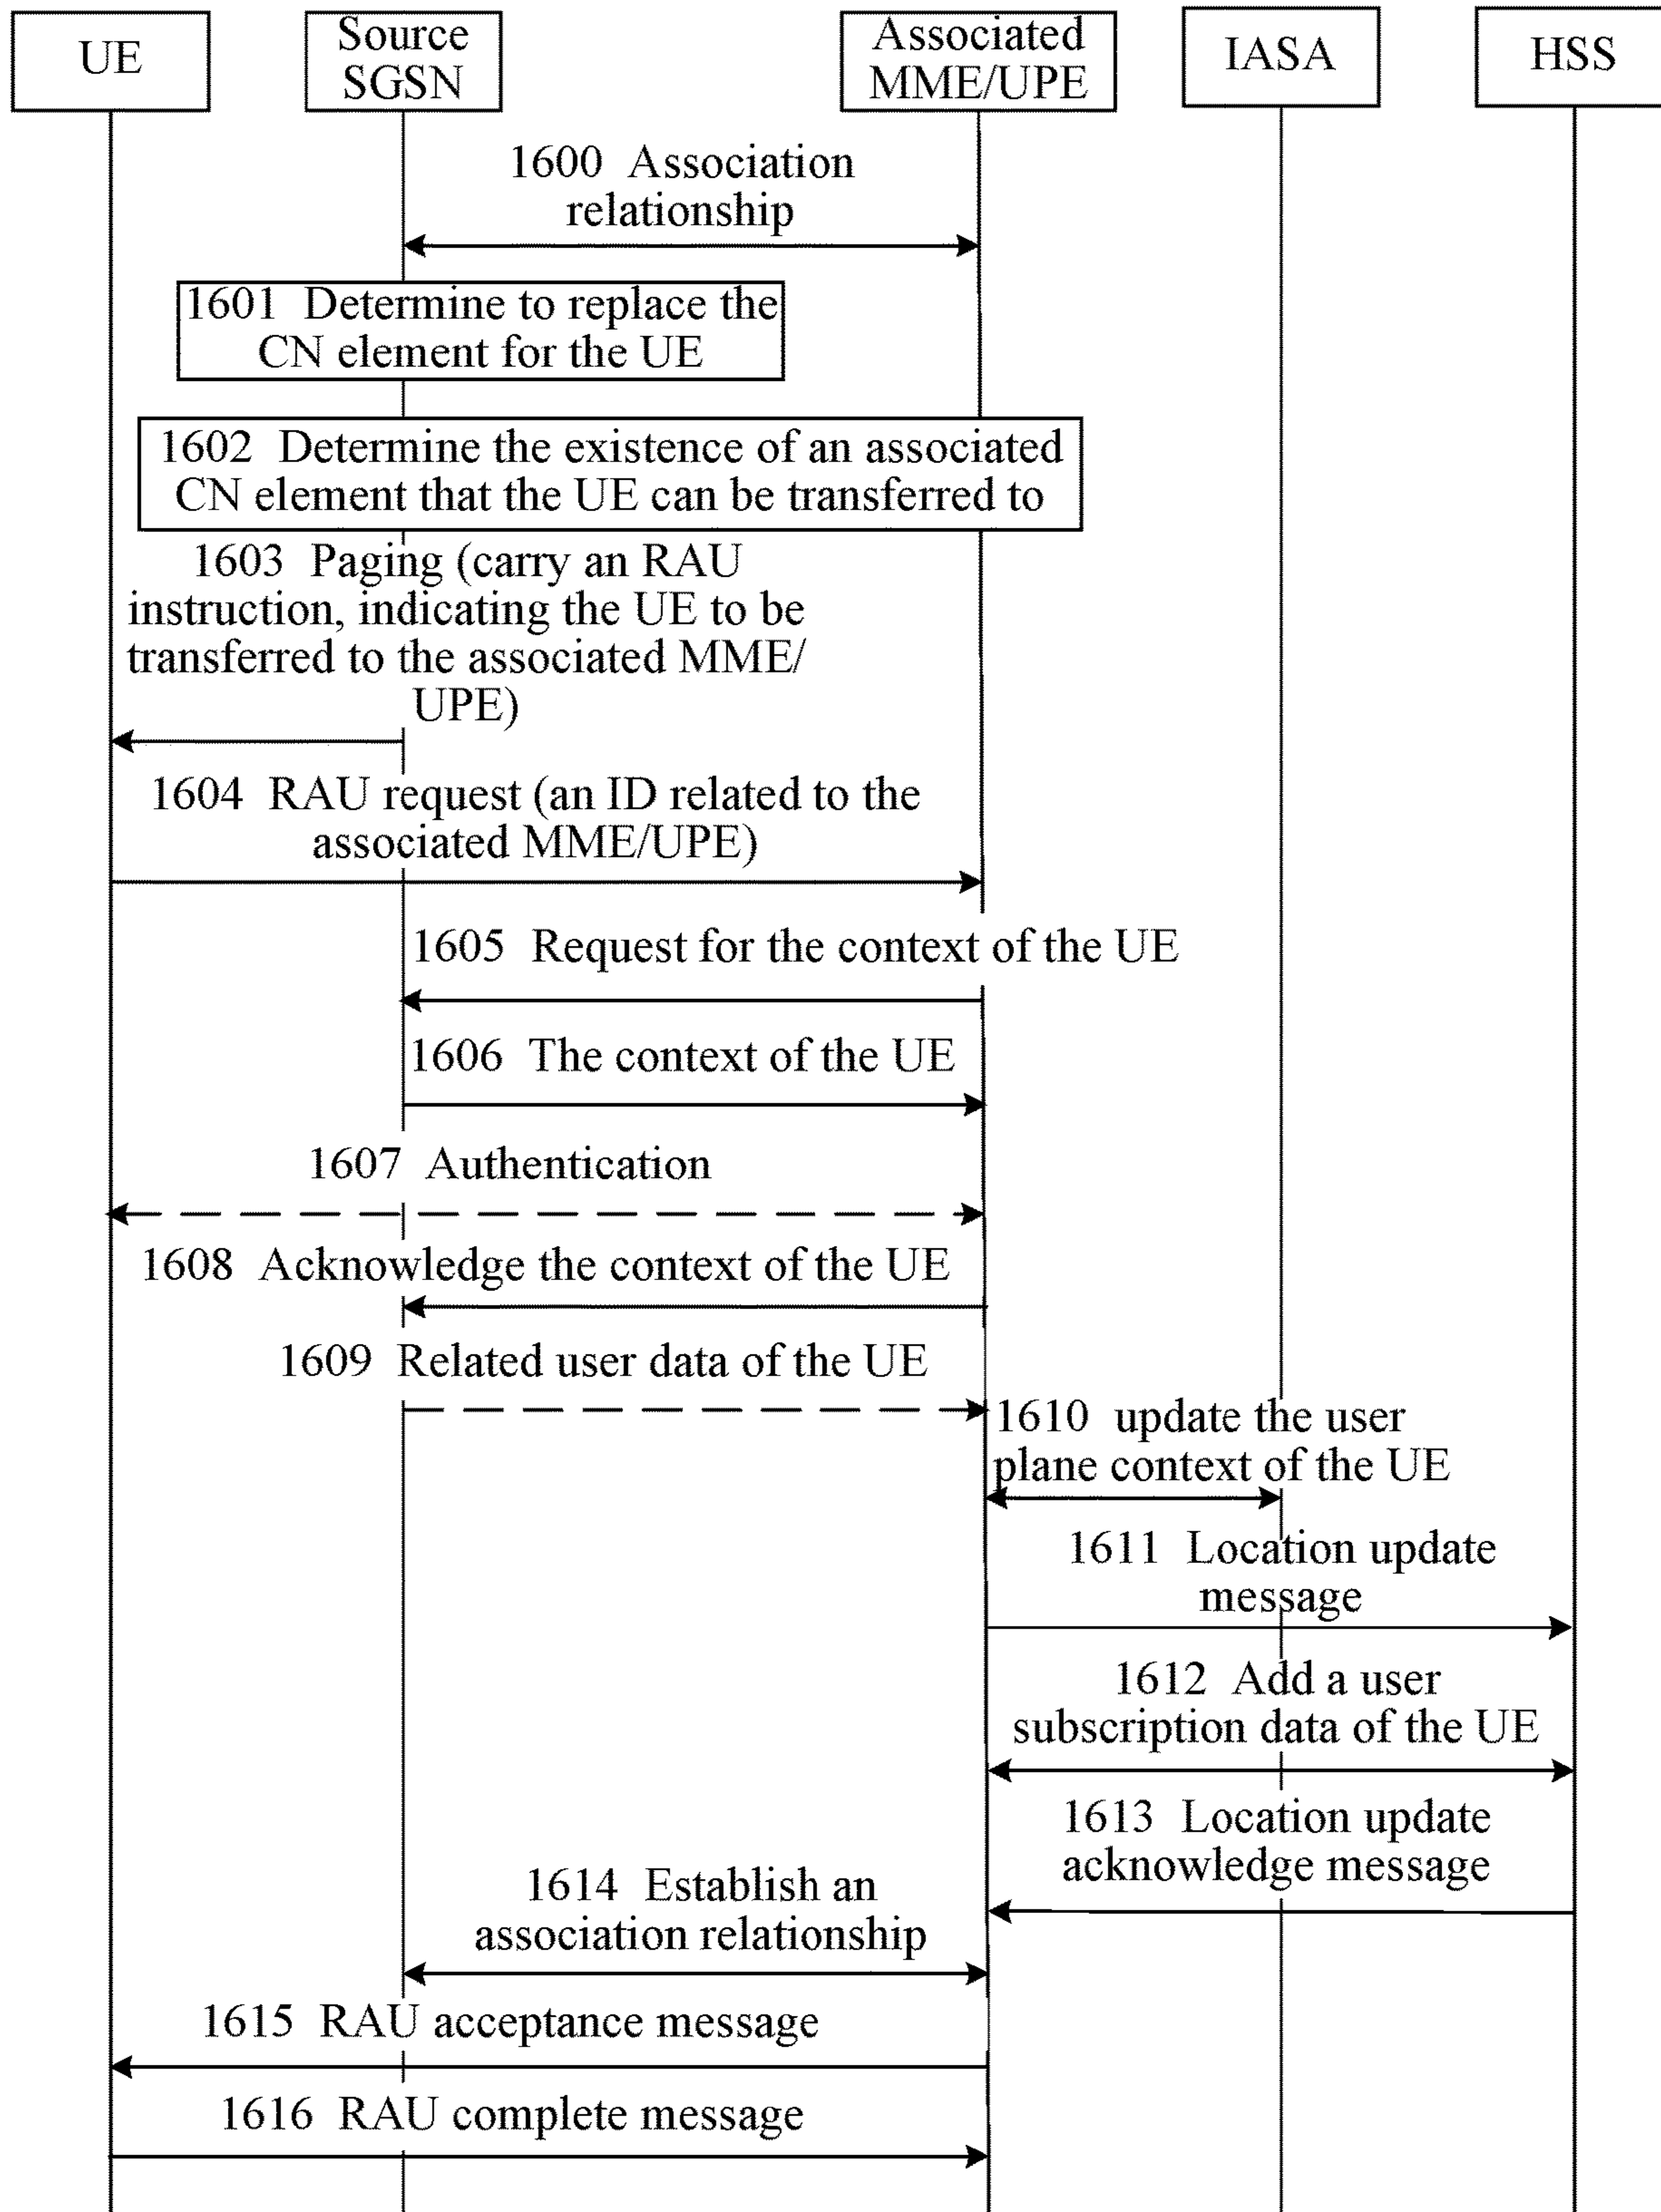 UE
Source
SGSN
Associated
MME/UPE
IASA
HSS
1600 Association
relationship
1601 Determine to replace the
CN element for the UE
1602 Determine the existence of an associated
CN element that the UE can be transferred to
1603 Paging (carry an RAU
instruction, indicating the UE to be
transferred to the associated MME/
UPE)
1604 RAU request (an ID related to the
associated MME/UPE)
1605 Request for the context of the UE
1606 The context of the UE
1607 Authentication
1608 Acknowledge the context of the UE
1609 Related user data of the UE
1610 update the user
plane context of the UE
1611 Location update
message
1612 Add a user
subscription data of the UE
1613 Location update
acknowledge message
1614 Establish an
association relationship
1615 RAU acceptance message
1616 RAU complete message